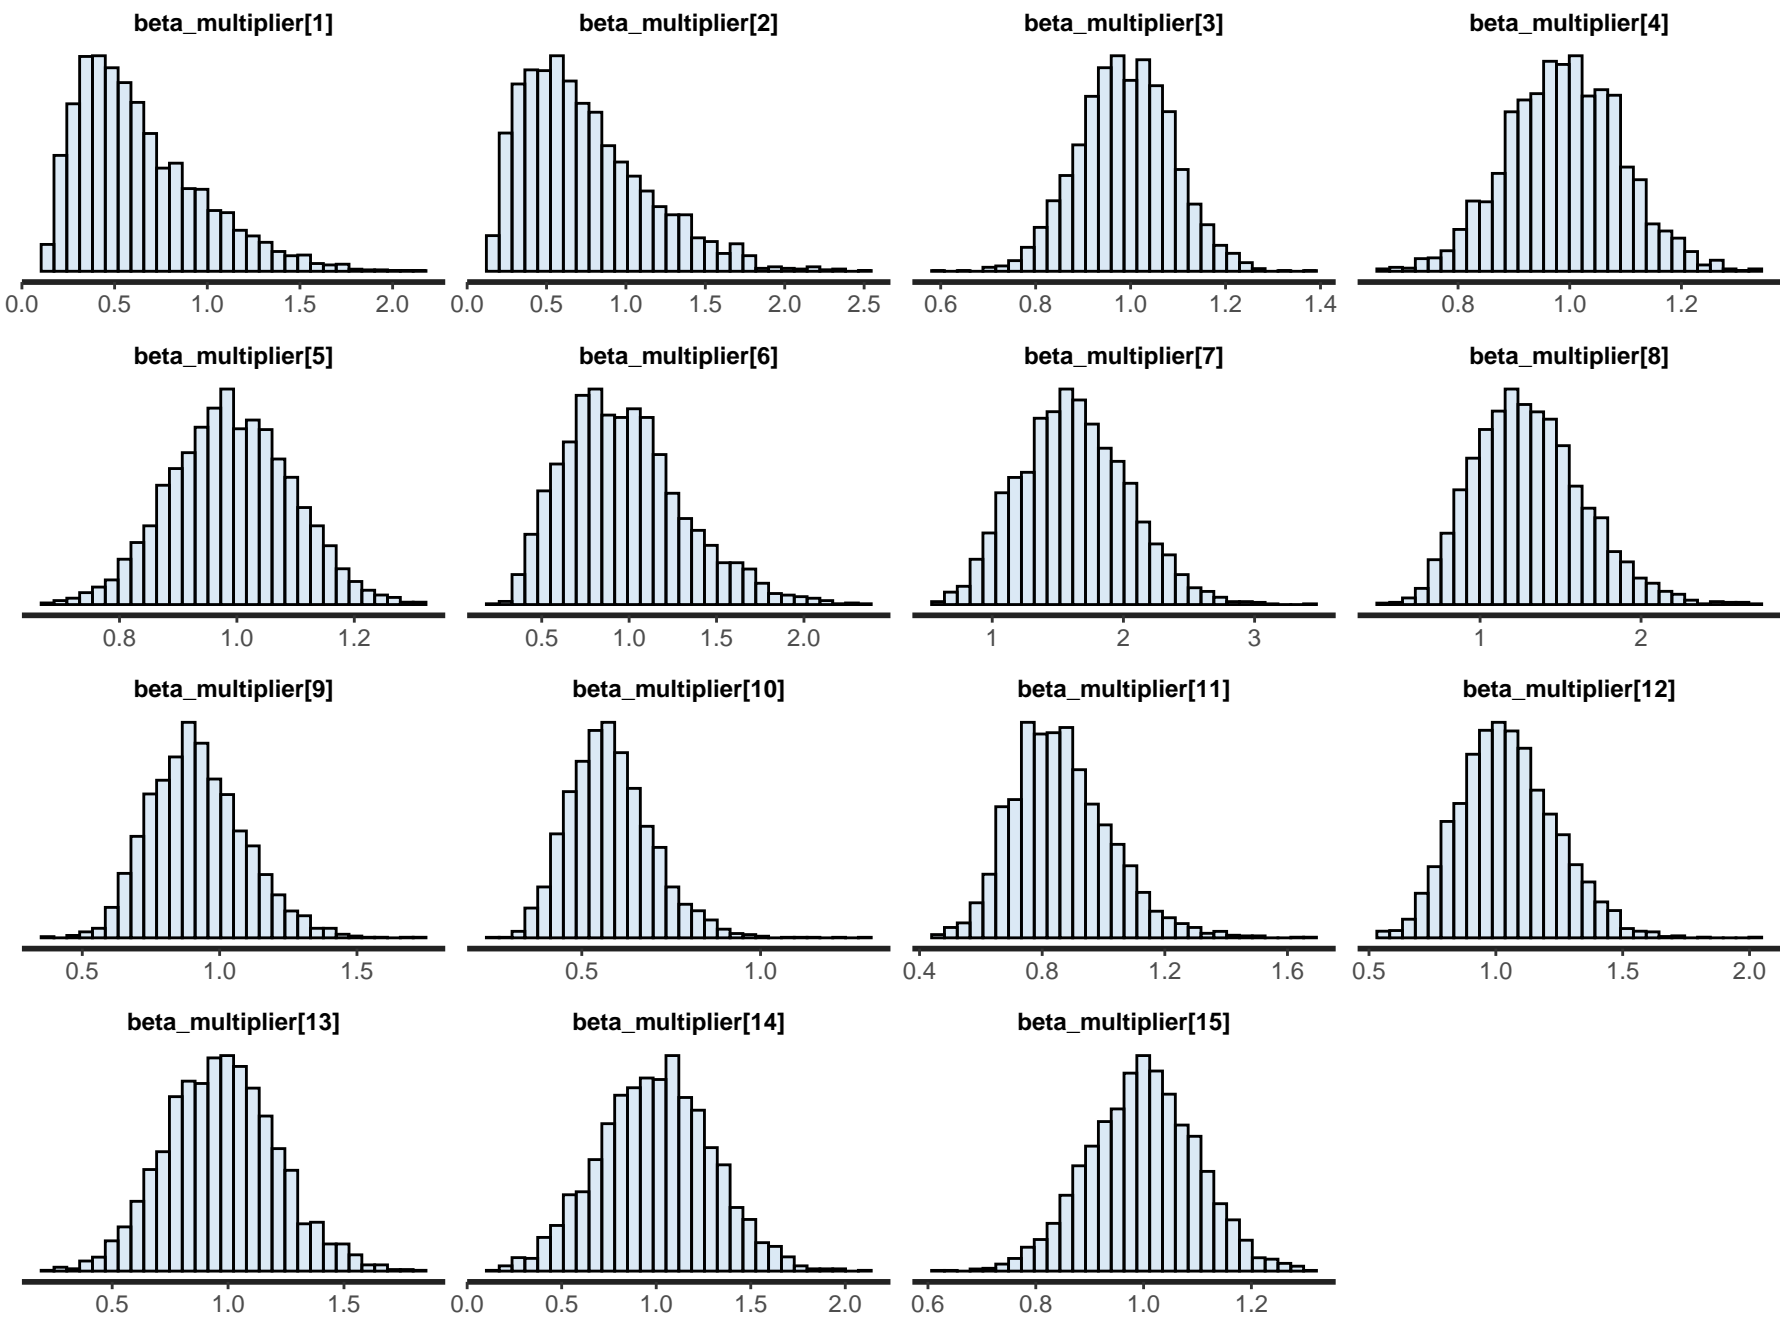 beta_multiplier[1] beta_multiplier[2] beta_multiplier[3] beta_multiplier[4]
0.0 0.5 1.0 1.5 2.0 0.0 0.5 1.0 1.5 2.0 2.5 0.6 0.8 1.0 1.2 1.4 0.8 1.0 1.2
beta_multiplier[5] beta_multiplier[6] beta_multiplier[7] beta_multiplier[8]
0.8 1.0 1.2 0.5 1.0 1.5 2.0 1 2 3 1 2
beta_multiplier[9] beta_multiplier[10] beta_multiplier[11] beta_multiplier[12]
0.5 1.0 1.5 0.5 1.0 0.4 0.8 1.2 1.6 0.5 1.0 1.5 2.0
beta_multiplier[13] beta_multiplier[14] beta_multiplier[15]
0.5 1.0 1.5 0.0 0.5 1.0 1.5 2.0 0.6 0.8 1.0 1.2